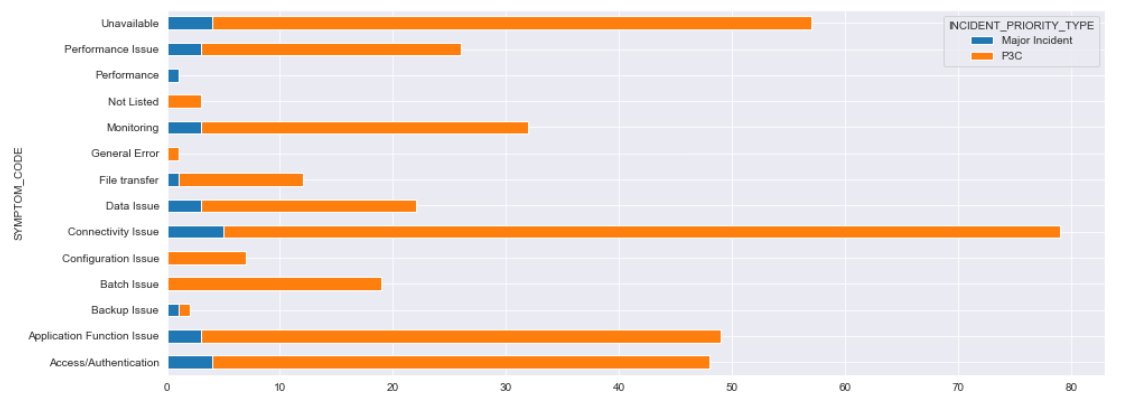 INCIDENT_PRIORITY_TYPE
Major Incident
P3C
SYMPTOM_CODE
Unavailable
Performance Issue
Performance
Not Listed
Monitoring
General Error
File transfer
Data Issue
Connectivity Issue
Configuration Issue
Batch Issue
Backup Issue
Application Function Issue
Access/Authentication
0 10 20 30 40 50 60 70 80